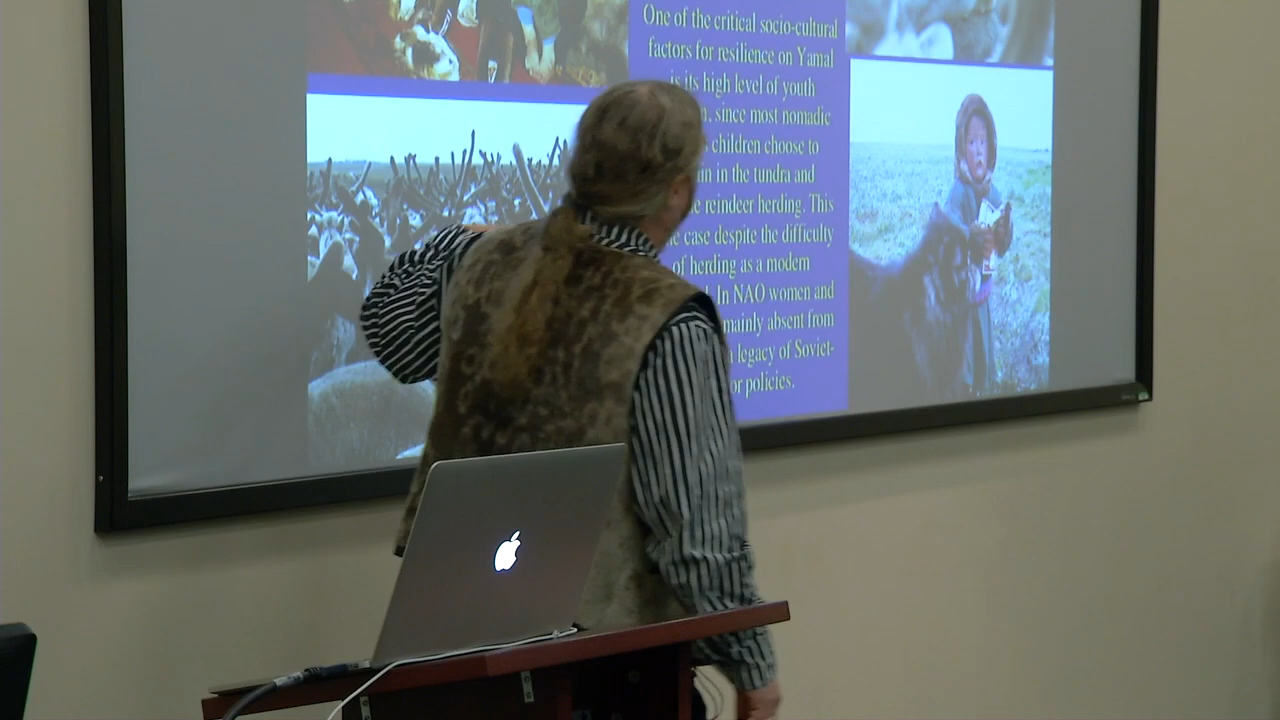 One of the critical socio-cultural
factors for resilience on Yamal
is its high level of youth
since most nomadic
children choose to
in the tundra and
reindeer herding. This
case despite the difficulty
of herding as a modern
In NAO women and
mainly absent from
a legacy of Soviet-
policies.